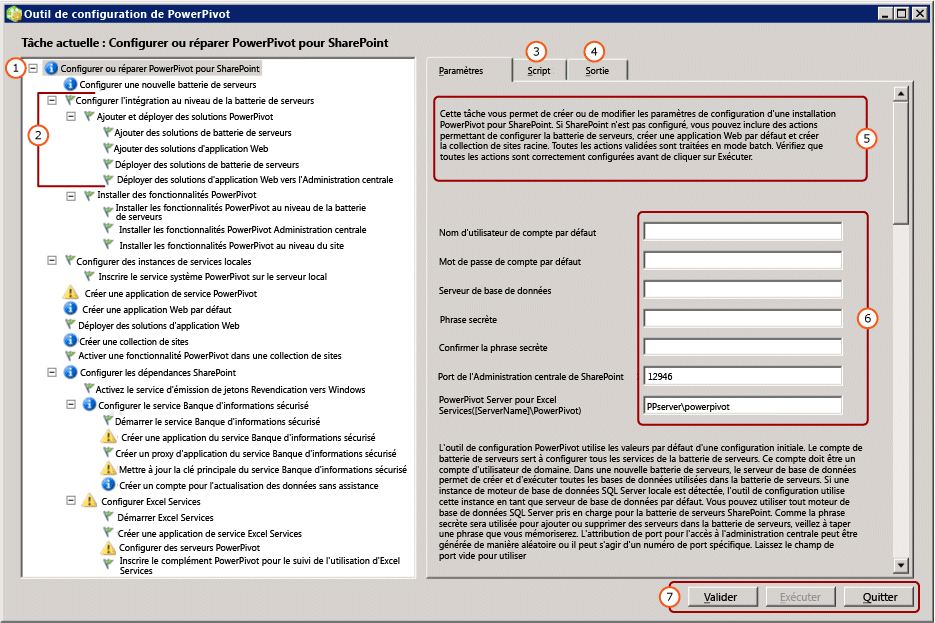 Outil de configuration de PowerPivot
Tâche actuelle : Configurer ou réparer PowerPivot pour SharePoint
1
Configurer ou réparer PowerPivot pour SharePoint
Configurer une nouvelle batterie de serveurs
Configurer l'intégration au niveau de la batterie de serveurs
Ajouter et déployer des solutions PowerPivot
2
Ajouter des solutions de batterie de serveurs
Ajouter des solutions d'application Web
Déployer des solutions de batterie de serveurs
Déployer des solutions d'application Web vers l'Administration centrale
Installer des fonctionnalités PowerPivot
Installer les fonctionnalités PowerPivot au niveau de la batterie
de serveurs
Installer les fonctionnalités PowerPivot Administration centrale
Installer les fonctionnalités PowerPivot au niveau du site
Configurer des instances de services locales
Inscrire le service système PowerPivot sur le serveur local
Créer une application de service PowerPivot
Créer une application Web par défaut
Déployer des solutions d'application Web
Créer une collection de sites
Activer une fonctionnalité PowerPivot dans une collection de sites
Configurer les dépendances SharePoint
Activez le service d'émission de jetons Revendication vers Windows
Configurer le service Banque d'informations sécurisé
Démarrer le service Banque d'informations sécurisé
Créer une application du service Banque d'informations sécurisé
Créer un proxy d'application du service Banque d'informations sécurisé
Mettre à jour la clé principale du service Banque d'informations sécurisé
Créer un compte pour l'actualisation des données sans assistance
Configurer Excel Services
Démarrer Excel Services
Créer une application de service Excel Services
Configurer des serveurs PowerPivot
Inscrire le complément PowerPivot pour le suivi de l'utilisation d'Excel
Services
3
4
Paramètres
Script
Sortie
Cette tâche vous permet de créer ou de modifier les paramètres de configuration d'une installation
PowerPivot pour SharePoint. Si SharePoint n'est pas configuré, vous pouvez inclure des actions
permettant de configurer la batterie de serveurs, créer une application Web par défaut et créer
la collection de sites racine. Toutes les actions validées sont traitées en mode batch. Vérifiez que
toutes les actions sont correctement configurées avant de cliquer sur Exécuter.
5
Nom d'utilisateur de compte par défaut
Mot de passe de compte par défaut
Serveur de base de données
Phrase secrète
6
Confirmer la phrase secrète
Port de l'Administration centrale de SharePoint
12946
PowerPivot Server pour Excel
Services([ServerName]\PowerPivot)
PPserver\powerpivot
L'outil de configuration PowerPivot utilise les valeurs par défaut d'une configuration initiale. Le compte de
batterie de serveurs sert à configurer tous les services de la batterie de serveurs. Ce compte doit être un
compte d'utilisateur de domaine. Dans une nouvelle batterie de serveurs, le serveur de base de données
permet de créer et d'exécuter toutes les bases de données utilisées dans la batterie de serveurs. Si une
instance de moteur de base de données SQL Server locale est détectée, l'outil de configuration utilise
cette instance en tant que serveur de base de données par défaut. Vous pouvez utiliser tout moteur de
base de données SQL Server pris en charge pour la batterie de serveurs SharePoint. Comme la phrase
secrète sera utilisée pour ajouter ou supprimer des serveurs dans la batterie de serveurs, veillez à taper
une phrase que vous mémoriserez. L'attribution de port pour l'accès à l'administration centrale peut être
générée de manière aléatoire ou il peut s'agir d'un numéro de port spécifique. Laissez le champ de
port vide pour utiliser
7
Valider
Exécuter
Quitter